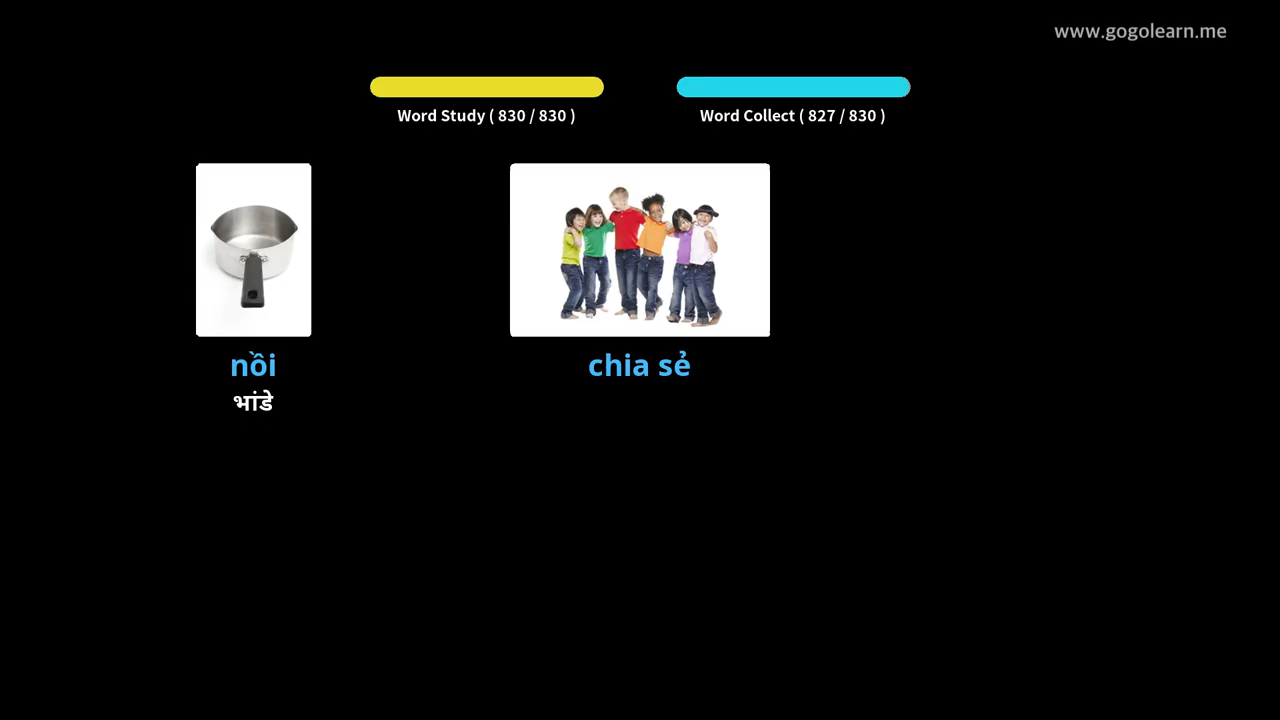 www.gogolearn.me
Word Study ( 830 / 830 )
Word Collect ( 827 / 830 )
nồi
भांडे
chia sẻ